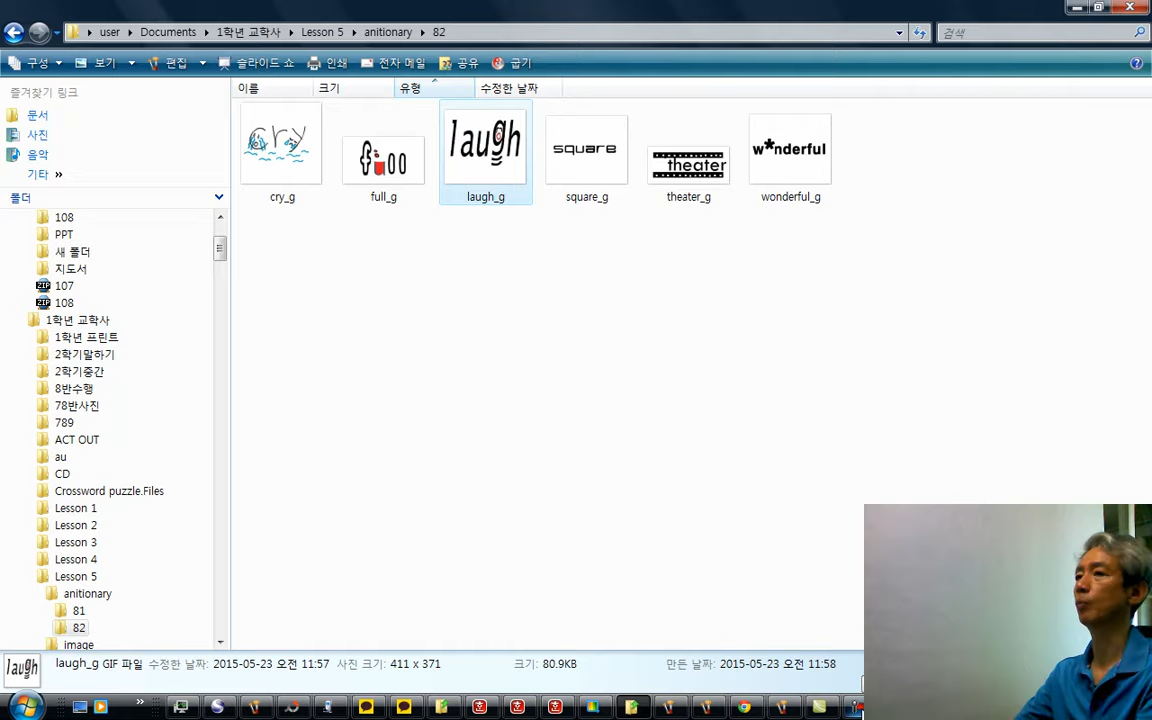 user ▸ Documents ▸ 1학년 교학사 ▸ Lesson 5 ▸ anitionary ▸ 82
검색
구성 보기 편집 슬라이드 쇼 인쇄 전자 메일 공유 굽기
즐겨찾기 링크
문서
사진
음악
기타 »
폴더
108
PPT
새 폴더
지도서
107
108
1학년 교학사
1학년 프린트
2학기말하기
2학기중간
8반수행
78반사진
789
ACT OUT
au
CD
Crossword puzzle.Files
Lesson 1
Lesson 2
Lesson 3
Lesson 4
Lesson 5
anitionary
81
82
image
이름 크기 유형 수정한 날짜
cry
full
laugh
square
theater
w*nderful
cry_g
full_g
laugh_g
square_g
theater_g
wonderful_g
laugh
laugh_g GIF 파일 수정한 날짜: 2015-05-23 오전 11:57 사진 크기: 411 x 371 크기: 80.9KB 만든 날짜: 2015-05-23 오전 11:58